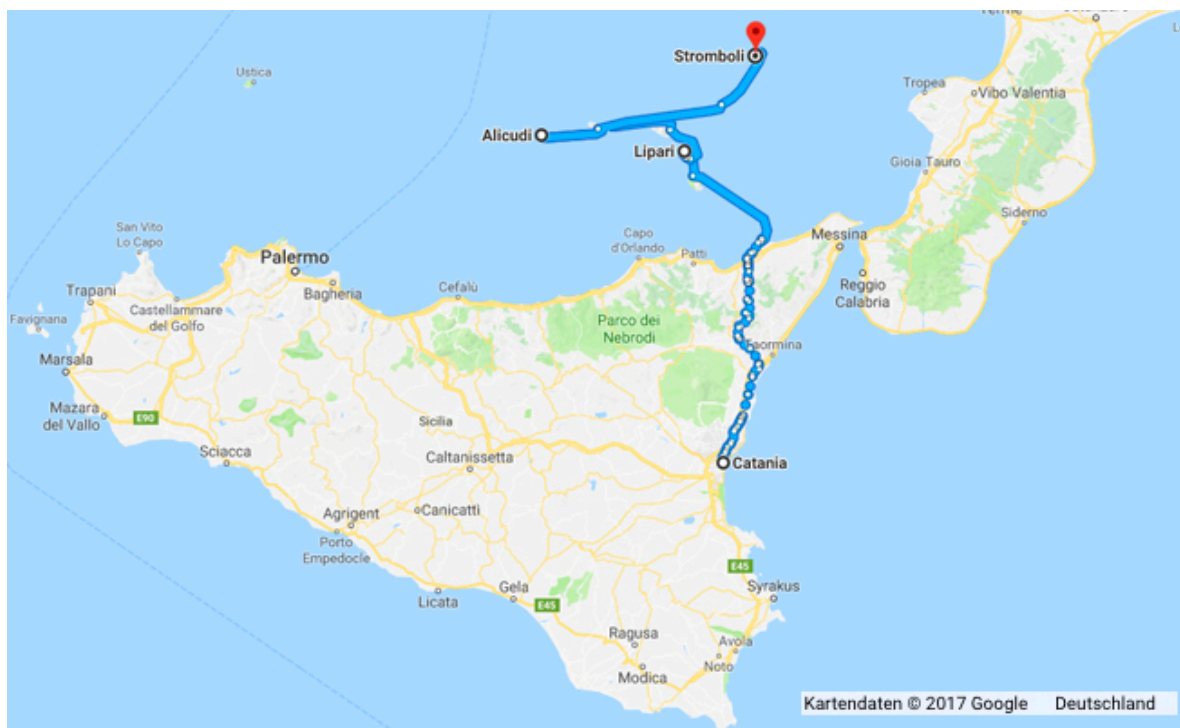 Stromboli
Ustica
Tropea
Vibo Valentia
Alicudi
Lipari
Gioia Tauro
San Vito
Lo Capo
Siderno
Capo
d'Orlando
Messina
Patti
Palermo
Reggio
Calabria
Bagheria
Cefalù
Trapani
Castellammare
del Golfo
Favignana
Parco dei
Nebrodi
Taormina
Marsala
Mazara
del Vallo
E90
Sicilia
Sciacca
Caltanissetta
Catania
Canicattì
Agrigent
Porto
Empedocle
E45
Licata
Gela
E45
Syrakus
Ragusa
Avola
Modica
Noto
Kartendaten © 2017 Google Deutschland